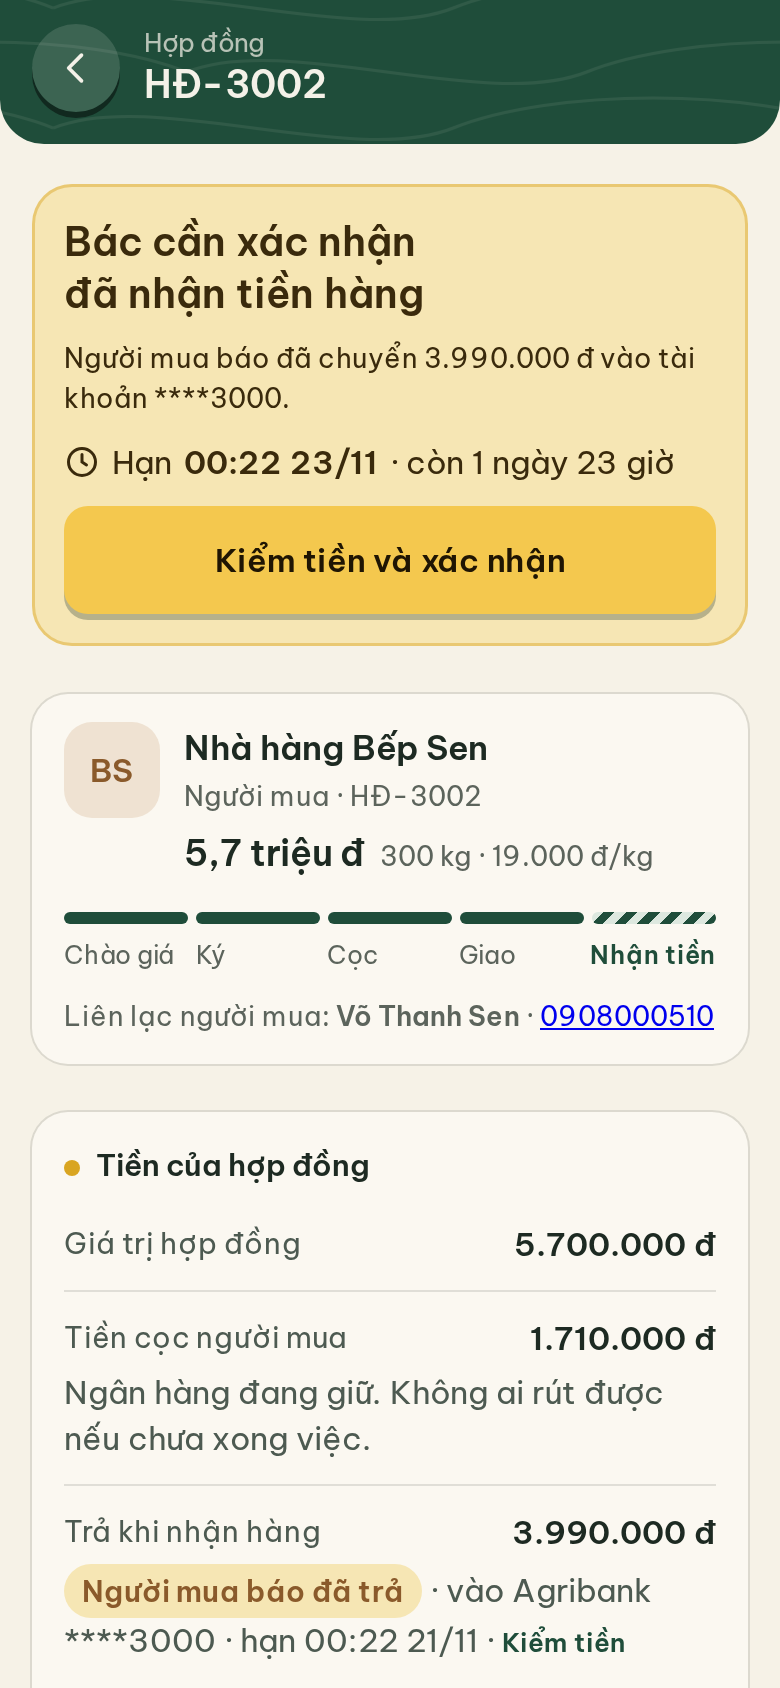 Hợp đồng
HĐ-3002
Bác cần xác nhận
đã nhận tiền hàng
Người mua báo đã chuyển 3.990.000 đ vào tài
khoản ****3000.
Hạn 00:22 23/11 · còn 1 ngày 23 giờ
Kiểm tiền và xác nhận
BS
Nhà hàng Bếp Sen
Người mua · HĐ-3002
5,7 triệu đ 300 kg · 19.000 đ/kg
Chào giá Ký Cọc Giao Nhận tiền
Liên lạc người mua: Võ Thanh Sen · 0908000510
Tiền của hợp đồng
Giá trị hợp đồng 5.700.000 đ
Tiền cọc người mua 1.710.000 đ
Ngân hàng đang giữ. Không ai rút được
nếu chưa xong việc.
Trả khi nhận hàng 3.990.000 đ
Người mua báo đã trả · vào Agribank
****3000 · hạn 00:22 21/11 · Kiểm tiền